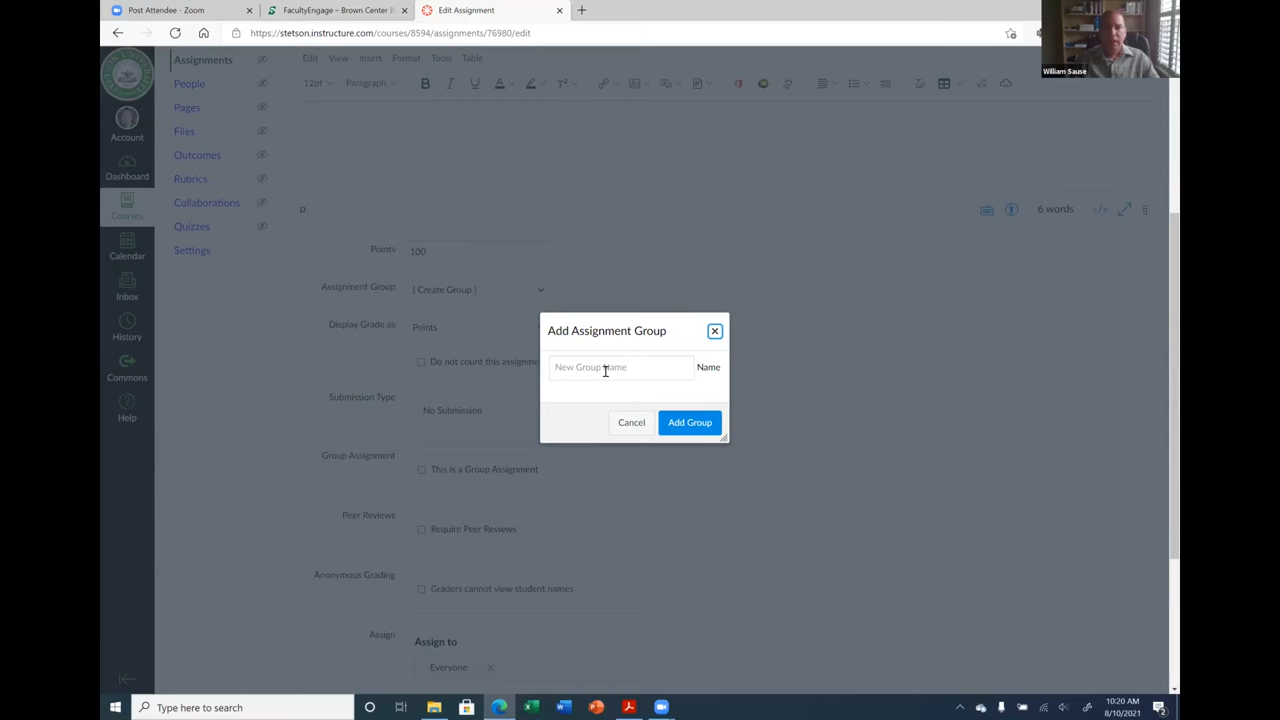 Post Attendee - Zoom
FacultyEngage – Brown Center
Edit Assignment
https://stetson.instructure.com/courses/8594/assignments/76980/edit
William Sause
Account
Dashboard
Courses
Calendar
Inbox
History
Commons
Help
Assignments
People
Pages
Files
Outcomes
Rubrics
Collaborations
Quizzes
Settings
Edit View Insert Format Tools Table
12pt Paragraph
p
6 words
Points 100
Assignment Group [ Create Group ]
Display Grade as Points
Do not count this assignme
Submission Type
No Submission
Group Assignment
This is a Group Assignment
Peer Reviews
Require Peer Reviews
Anonymous Grading
Graders cannot view student names.
Assign
Assign to
Everyone
Add Assignment Group
New Group Name
Name
Cancel
Add Group
Type here to search
10:20 AM
8/10/2021
2